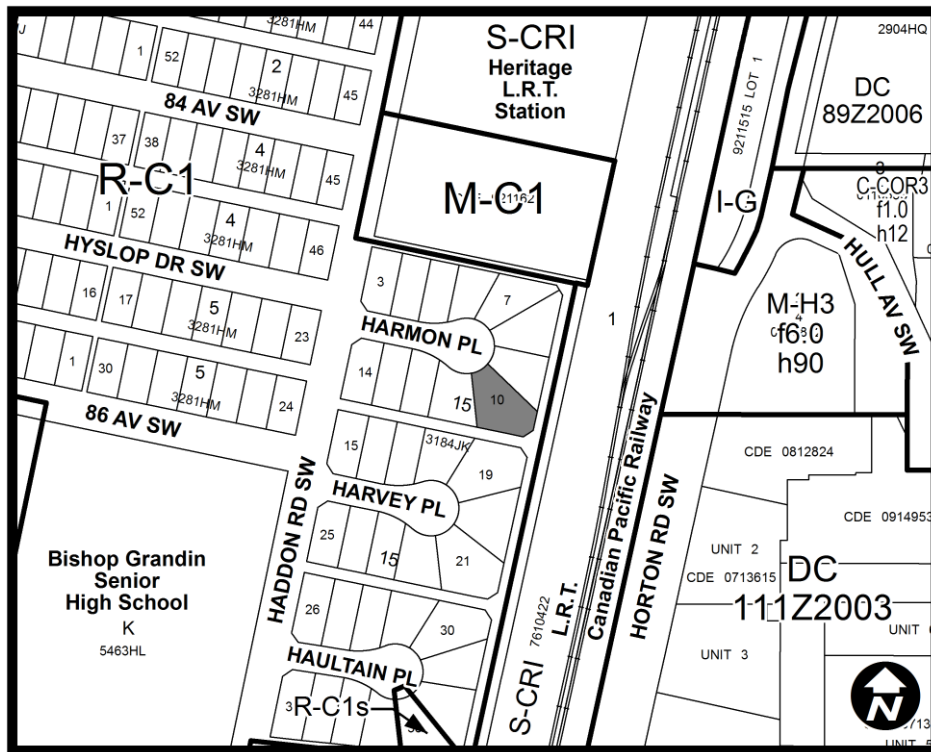 3281HM
44
1
52
2
3281HM
45
84 AV SW
37
38
4
3281HM
45
R-C1
1
52
4
3281HM
46
HYSLOP DR SW
16
17
5
3281HM
23
1
30
5
3281HM
24
86 AV SW
Bishop Grandin
Senior
High School
K
5463HL
HADDON RD SW
S-CRI
Heritage
L.R.T.
Station
M-C1
3
7
HARMON PL
14
15
10
15
3184JK
19
HARVEY PL
25
15
21
26
30
HAULTAIN PL
R-C1s
1
S-CRI
7610422
L.R.T.
Canadian Pacific Railway
HORTON RD SW
9211515 LOT 1
I-G
2904HQ
DC
89Z2006
C-COR3
f1.0
h12
HULL AV SW
M-H3
f6.0
h90
CDE 0812824
CDE 0914953
UNIT 2
CDE 0713615
DC
111Z2003
UNIT 3
N